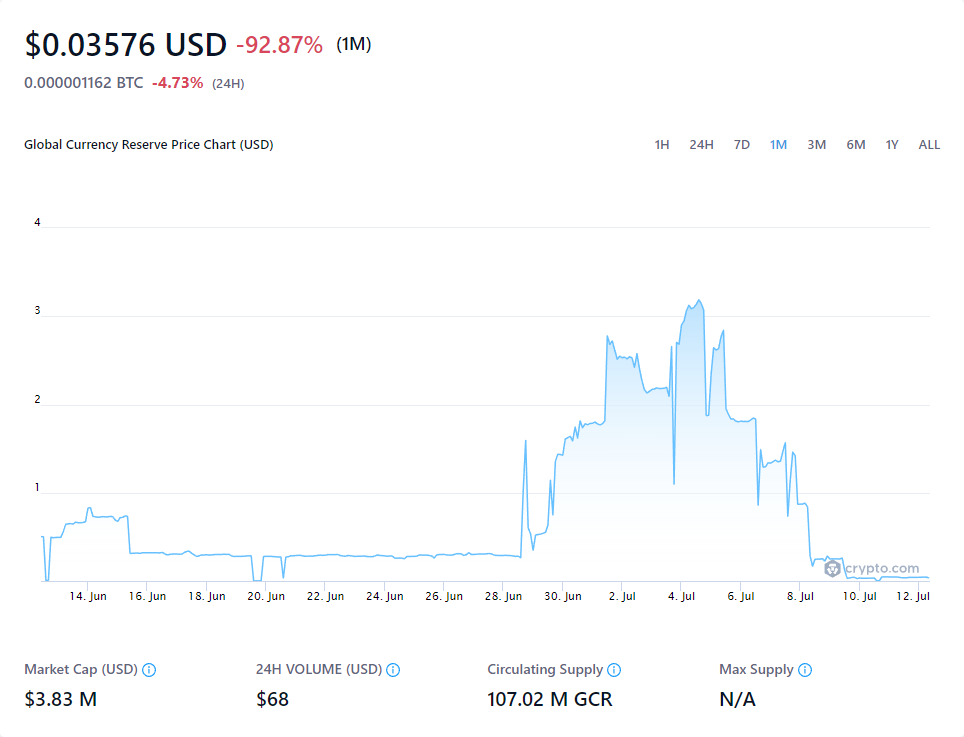 $0.03576 USD -92.87% (1M)
0.000001162 BTC -4.73% (24H)
Global Currency Reserve Price Chart (USD) 1H 24H 7D 1M 3M 6M 1Y ALL
4
3
2
1
crypto.com
14. Jun 16. Jun 18. Jun 20. Jun 22. Jun 24. Jun 26. Jun 28. Jun 30. Jun 2. Jul 4. Jul 6. Jul 8. Jul 10. Jul 12. Jul
Market Cap (USD) 24H VOLUME (USD) Circulating Supply Max Supply
$3.83 M $68 107.02 M GCR N/A